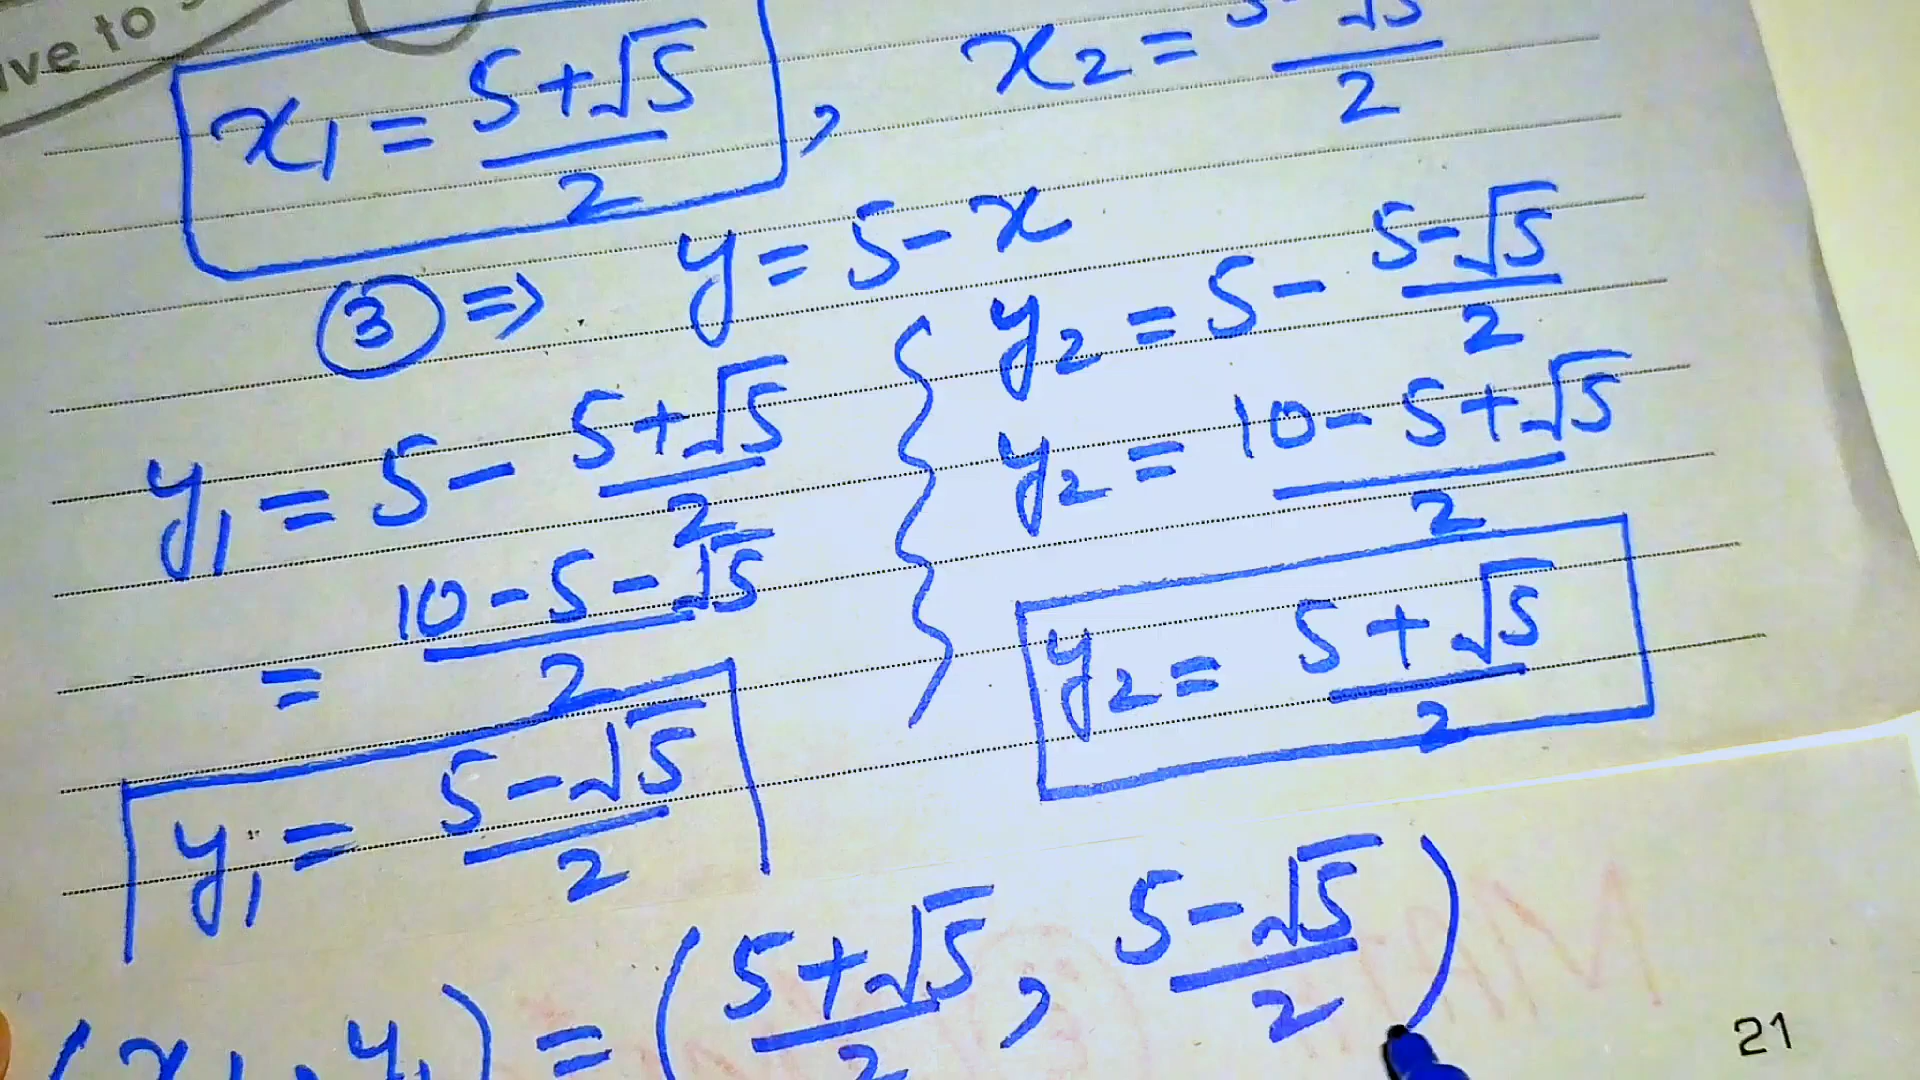 ive to
x₁ = (5+√5)/2 , x₂ = (5-√5)/2
③ ⇒ y = 5 - x
y₁ = 5 - (5+√5)/2
= (10-5-√5)/2
y₁ = (5-√5)/2
y₂ = 5 - (5-√5)/2
y₂ = (10-5+√5)/2
y₂ = (5+√5)/2
(x₁, y₁) = ((5+√5)/2 , (5-√5)/2)
21